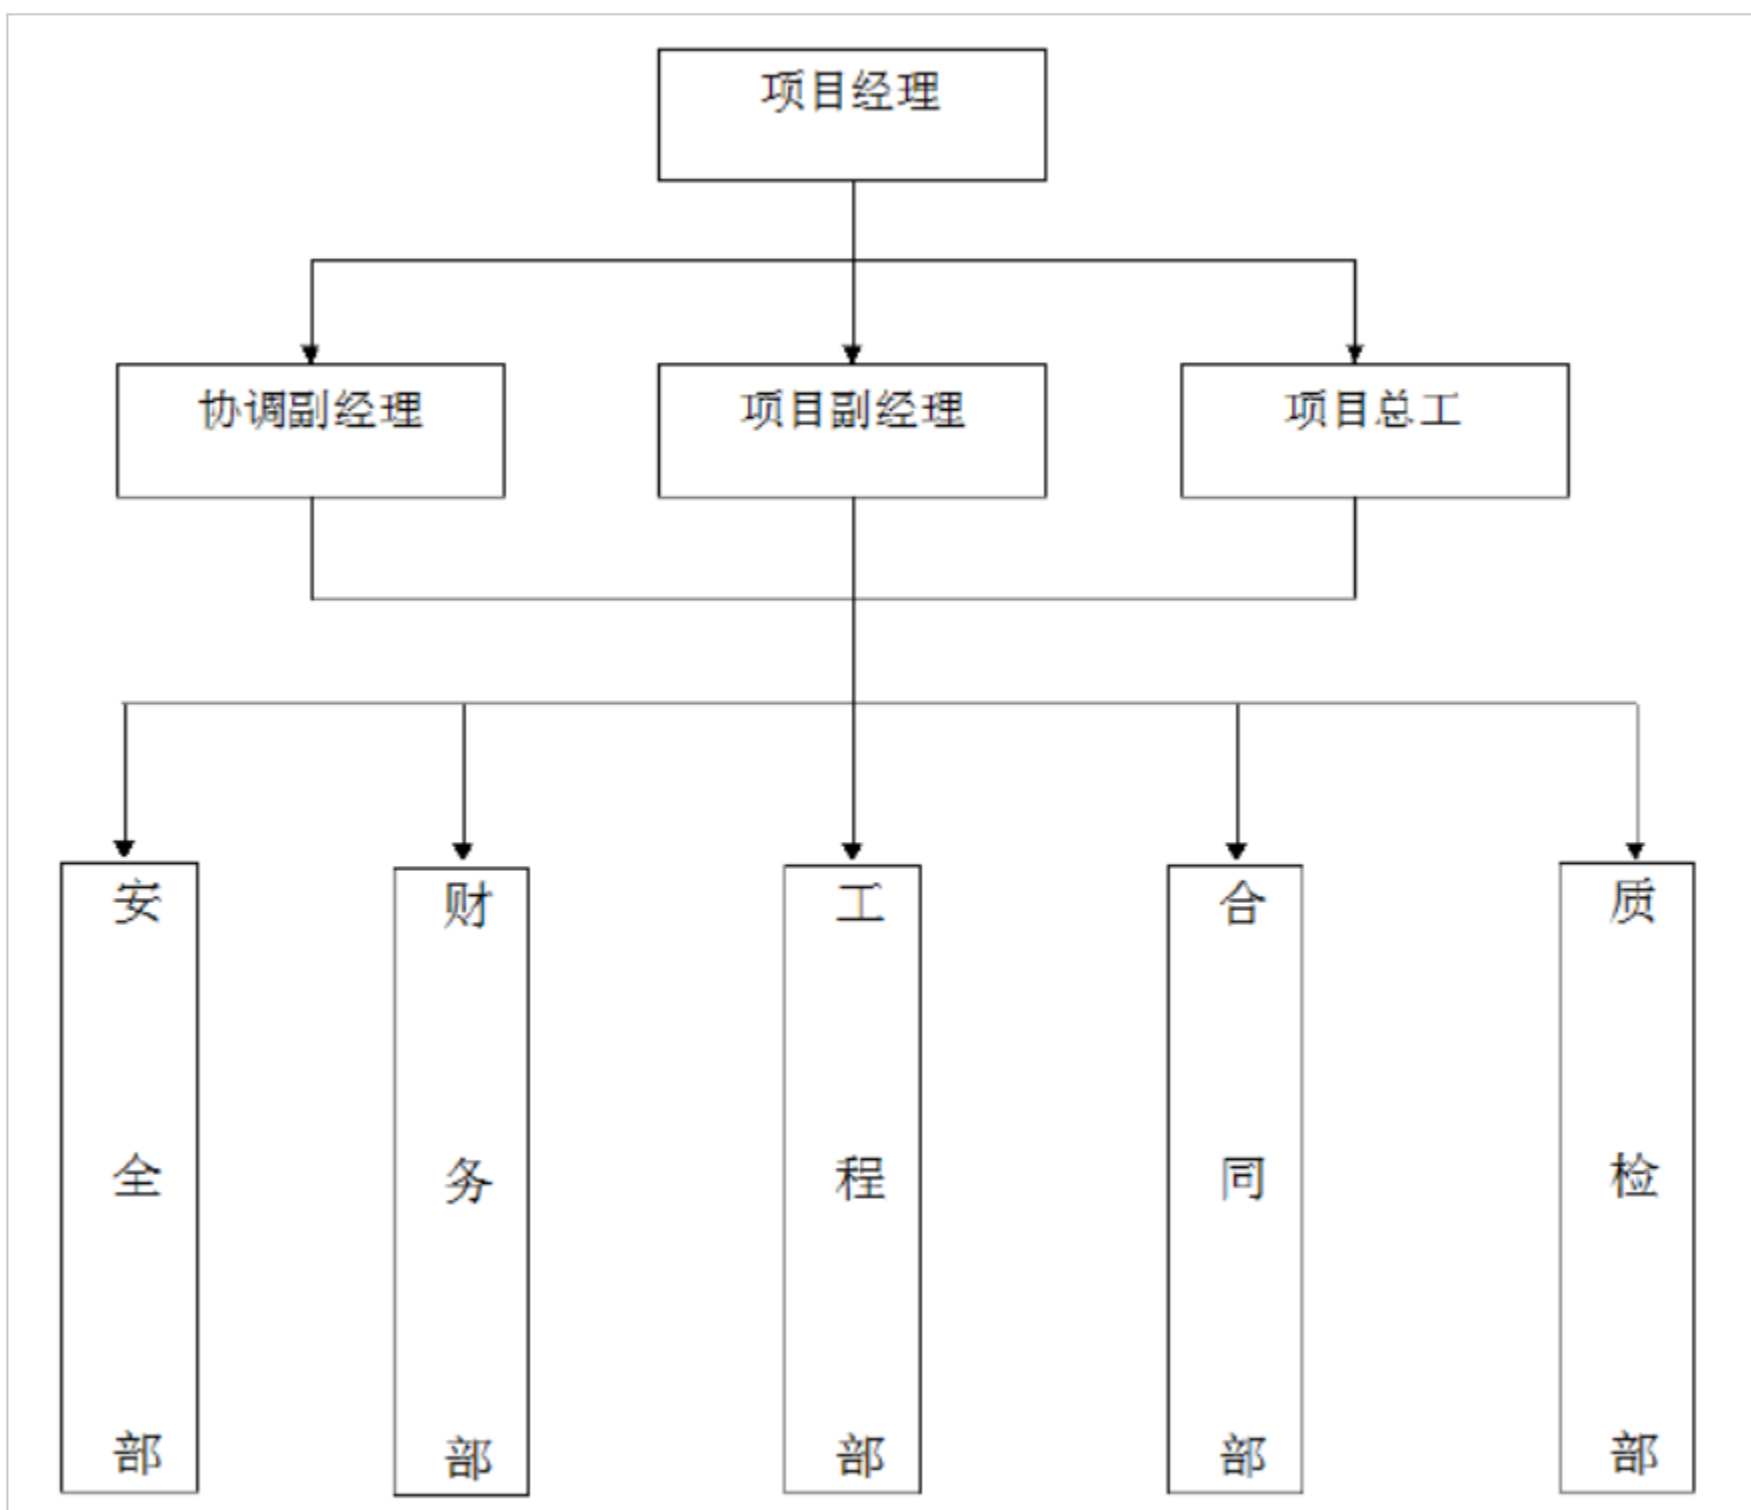 项目经理
协调副经理
项目副经理
项目总工
安全部
财务部
工程部
合同部
质检部